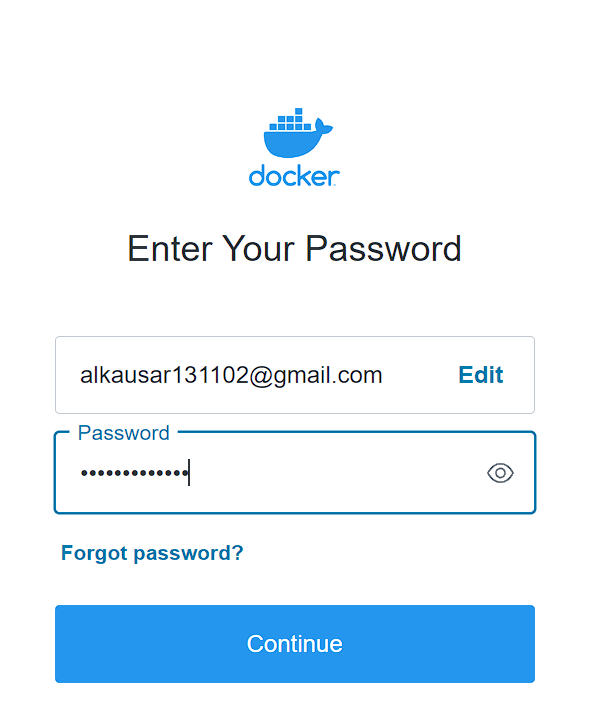 docker
Enter Your Password
alkausar131102@gmail.com Edit
Password
•••••••••••••
Forgot password?
Continue